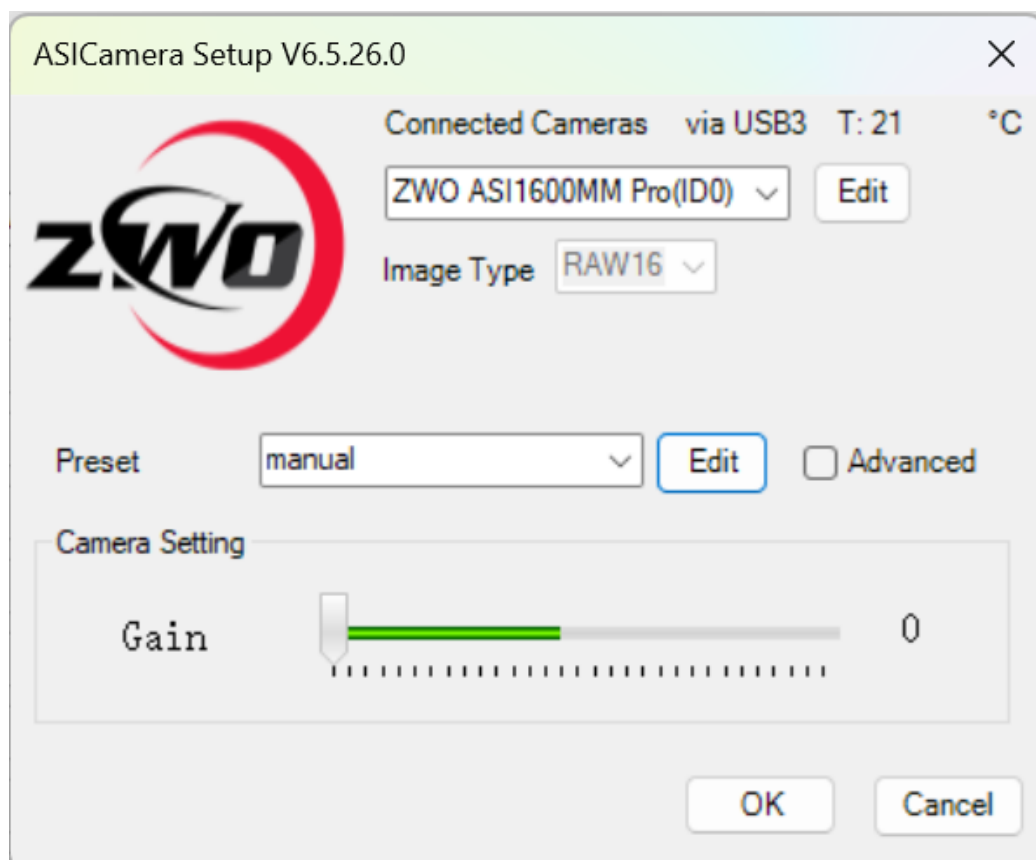 ASICamera Setup V6.5.26.0
Connected Cameras via USB3 T: 21 °C
ZWO
ZWO ASI1600MM Pro(ID0) Edit
Image Type RAW16
Preset manual Edit Advanced
Camera Setting
Gain 0
OK Cancel